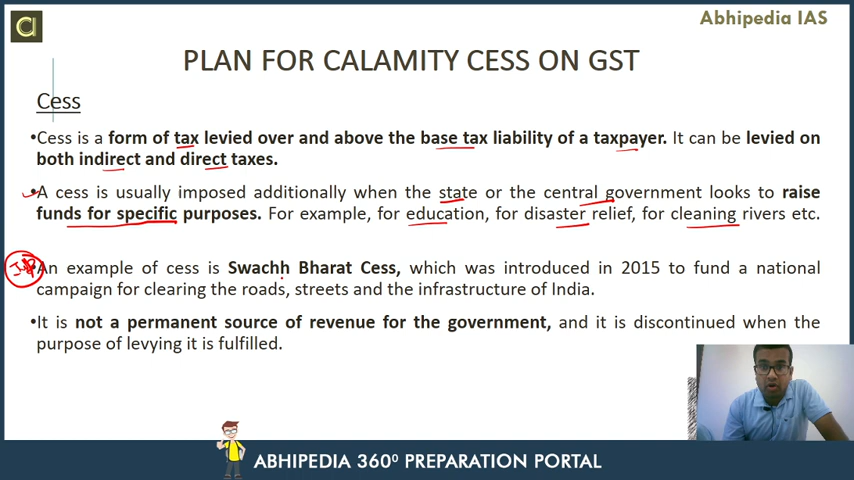 Abhipedia IAS
PLAN FOR CALAMITY CESS ON GST
Cess
•Cess is a form of tax levied over and above the base tax liability of a taxpayer. It can be levied on
both indirect and direct taxes.
•A cess is usually imposed additionally when the state or the central government looks to raise
funds for specific purposes. For example, for education, for disaster relief, for cleaning rivers etc.
An example of cess is Swachh Bharat Cess, which was introduced in 2015 to fund a national
campaign for clearing the roads, streets and the infrastructure of India.
•It is not a permanent source of revenue for the government, and it is discontinued when the
purpose of levying it is fulfilled.
ABHIPEDIA 360⁰ PREPARATION PORTAL